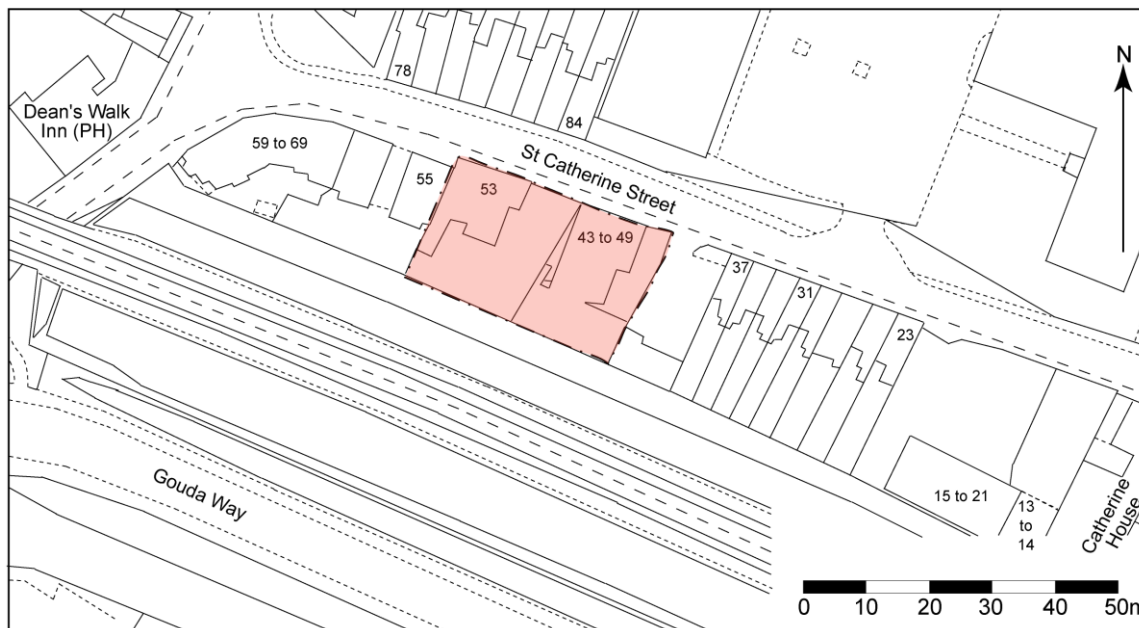 N
78
Dean's Walk
Inn (PH)
84
59 to 69
St Catherine Street
55
53
43 to 49
37
31
23
Gouda Way
15 to 21
13
to
14
Catherine
House
0 10 20 30 40 50m